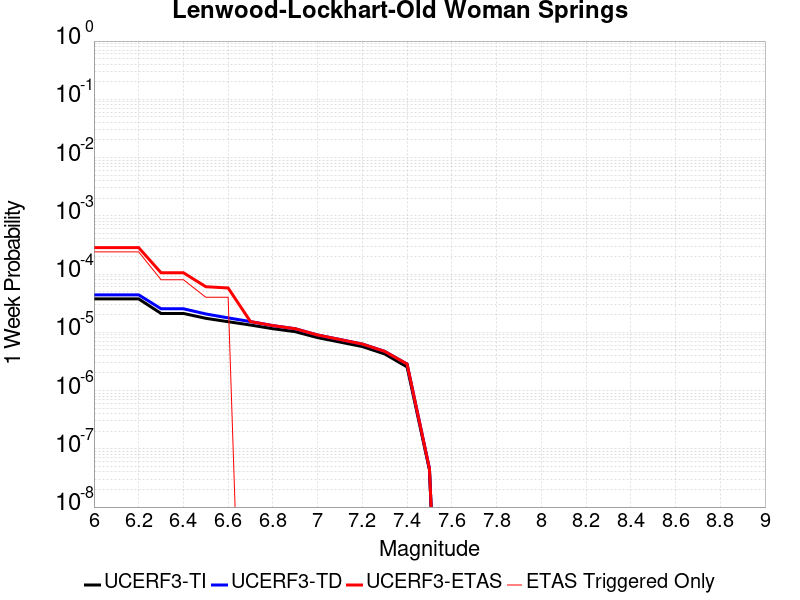 Lenwood-Lockhart-Old Woman Springs
10^0
10^-1
10^-2
10^-3
10^-4
10^-5
10^-6
10^-7
10^-8
1 Week Probability
6 6.2 6.4 6.6 6.8 7 7.2 7.4 7.6 7.8 8 8.2 8.4 8.6 8.8 9
Magnitude
UCERF3-TI UCERF3-TD UCERF3-ETAS ETAS Triggered Only